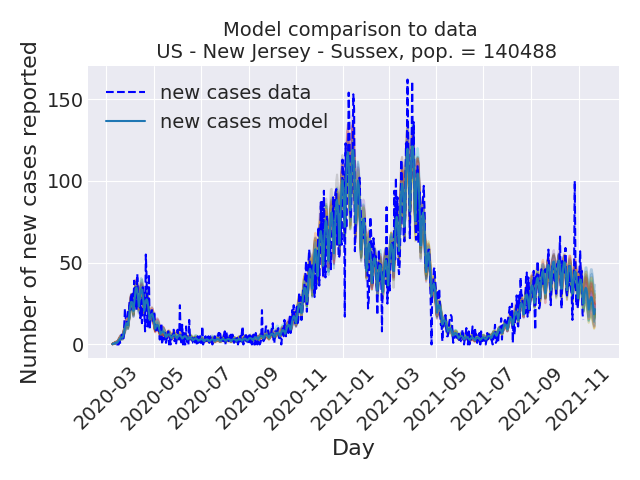 Model comparison to data
US - New Jersey - Sussex, pop. = 140488
Number of new cases reported
150
100
50
0
new cases data
new cases model
2020-03
2020-05
2020-07
2020-09
2020-11
2021-01
2021-03
2021-05
2021-07
2021-09
2021-11
Day